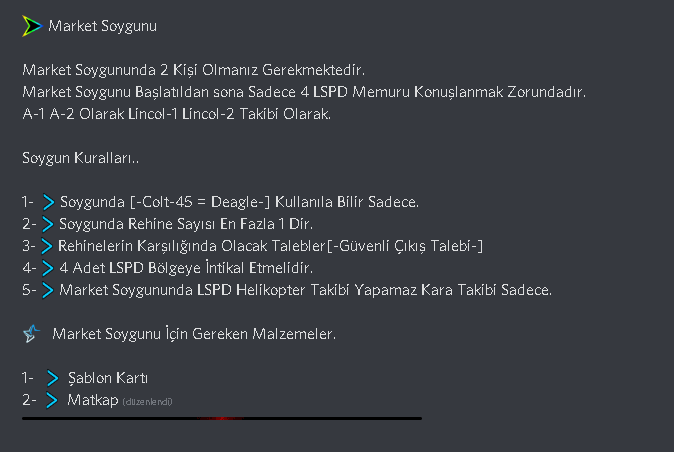 Market Soygunu
Market Soygununda 2 Kişi Olmanız Gerekmektedir.
Market Soygunu Başlatıldan sona Sadece 4 LSPD Memuru Konuşlanmak Zorundadır.
A-1 A-2 Olarak Lincol-1 Lincol-2 Takibi Olarak.
Soygun Kuralları..
1- Soygunda [-Colt-45 = Deagle-] Kullanıla Bilir Sadece.
2- Soygunda Rehine Sayısı En Fazla 1 Dir.
3- Rehinelerin Karşılığında Olacak Talebler[-Güvenli Çıkış Talebi-]
4- 4 Adet LSPD Bölgeye İntikal Etmelidir.
5- Market Soygununda LSPD Helikopter Takibi Yapamaz Kara Takibi Sadece.
Market Soygunu İçin Gereken Malzemeler.
1- Şablon Kartı
2- Matkap (düzenlendi)